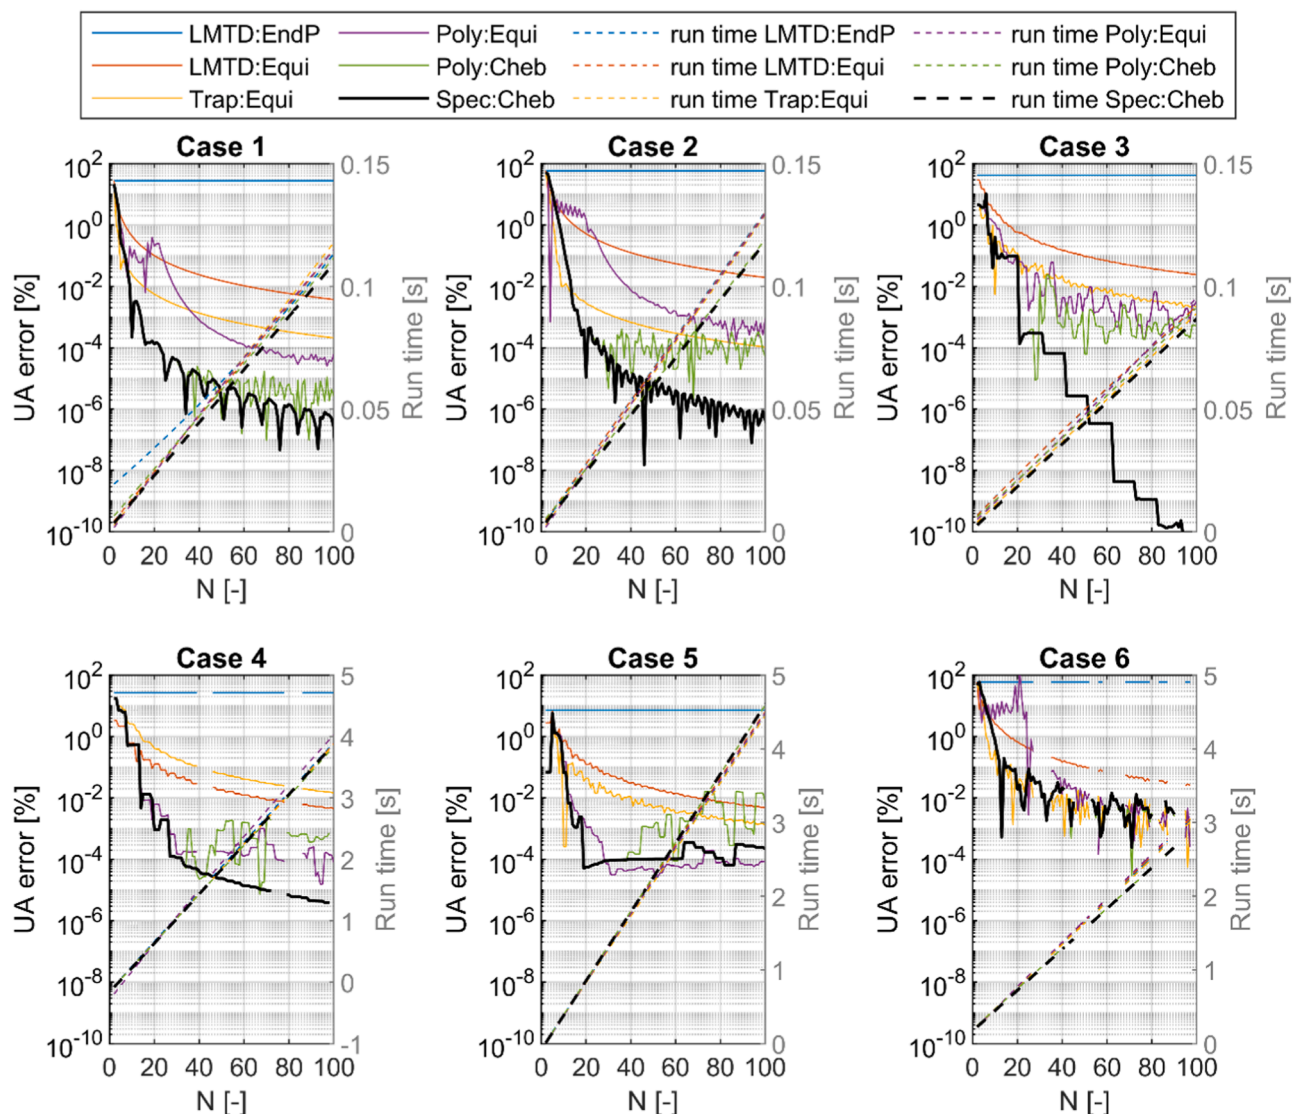 LMTD:EndP Poly:Equi run time LMTD:EndP run time Poly:Equi
LMTD:Equi Poly:Cheb run time LMTD:Equi run time Poly:Cheb
Trap:Equi Spec:Cheb run time Trap:Equi run time Spec:Cheb
Case 1
UA error [%]
10^2
10^0
10^-2
10^-4
10^-6
10^-8
10^-10
0 20 40 60 80 100
N [-]
0.15
0.1
0.05
0
Run time [s]
Case 2
UA error [%]
10^2
10^0
10^-2
10^-4
10^-6
10^-8
10^-10
0 20 40 60 80 100
N [-]
0.15
0.1
0.05
0
Run time [s]
Case 3
UA error [%]
10^2
10^0
10^-2
10^-4
10^-6
10^-8
10^-10
0 20 40 60 80 100
N [-]
0.15
0.1
0.05
0
Run time [s]
Case 4
UA error [%]
10^2
10^0
10^-2
10^-4
10^-6
10^-8
10^-10
0 20 40 60 80 100
N [-]
5
4
3
2
1
0
-1
Run time [s]
Case 5
UA error [%]
10^2
10^0
10^-2
10^-4
10^-6
10^-8
10^-10
0 20 40 60 80 100
N [-]
5
4
3
2
1
0
Run time [s]
Case 6
UA error [%]
10^2
10^0
10^-2
10^-4
10^-6
10^-8
10^-10
0 20 40 60 80 100
N [-]
5
4
3
2
1
0
Run time [s]